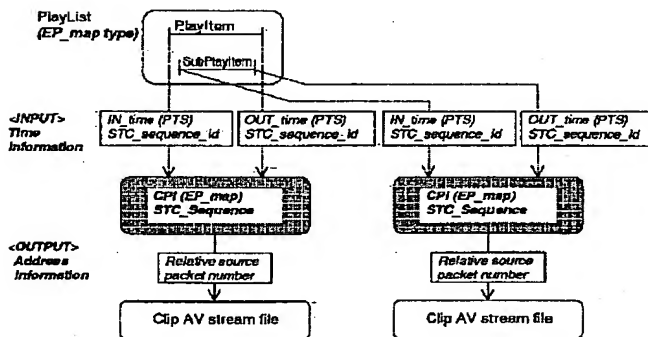 PlayList
(EP_map type)
PlayItem
SubPlayItem
<INPUT>
Time
Information
IN_time (PTS)
STC_sequence_id
OUT_time (PTS)
STC_sequence_id
IN_time (PTS)
STC_sequence_id
OUT_time (PTS)
STC_sequence_id
CPI (EP_map)
STC_Sequence
CPI (EP_map)
STC_Sequence
<OUTPUT>
Address
Information
Relative source
packet number
Relative source
packet number
Clip AV stream file
Clip AV stream file